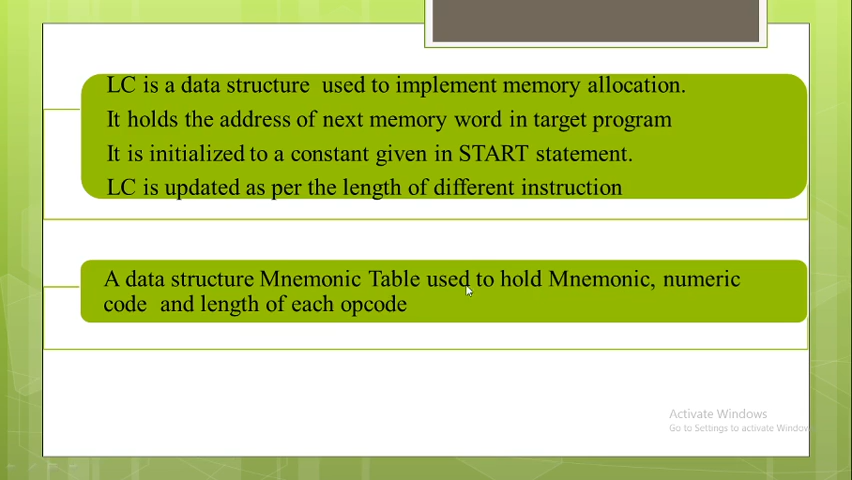 LC is a data structure  used to implement memory allocation.
It holds the address of next memory word in target program
It is initialized to a constant given in START statement.
LC is updated as per the length of different instruction
A data structure Mnemonic Table used to hold Mnemonic, numeric
code  and length of each opcode
Activate Windows
Go to Settings to activate Window